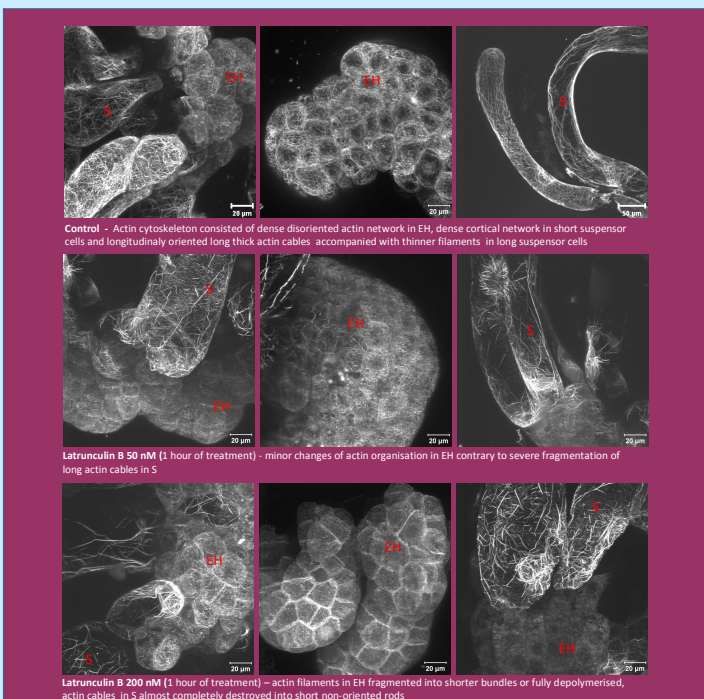 S EH
20 µm
EH
20 µm
S
50 µm
Control - Actin cytoskeleton consisted of dense disoriented actin network in EH, dense cortical network in short suspensor
cells and longitudinaly oriented long thick actin cables accompanied with thinner filaments in long suspensor cells
S
EH
20 µm
EH
20 µm
S
20 µm
Latrunculin B 50 nM (1 hour of treatment) - minor changes of actin organisation in EH contrary to severe fragmentation of
long actin cables in S
EH
S
20 µm
EH
20 µm
S
EH
20 µm
Latrunculin B 200 nM (1 hour of treatment) – actin filaments in EH fragmented into shorter bundles or fully depolymerised,
actin cables in S almost completely destroyed into short non-oriented rods